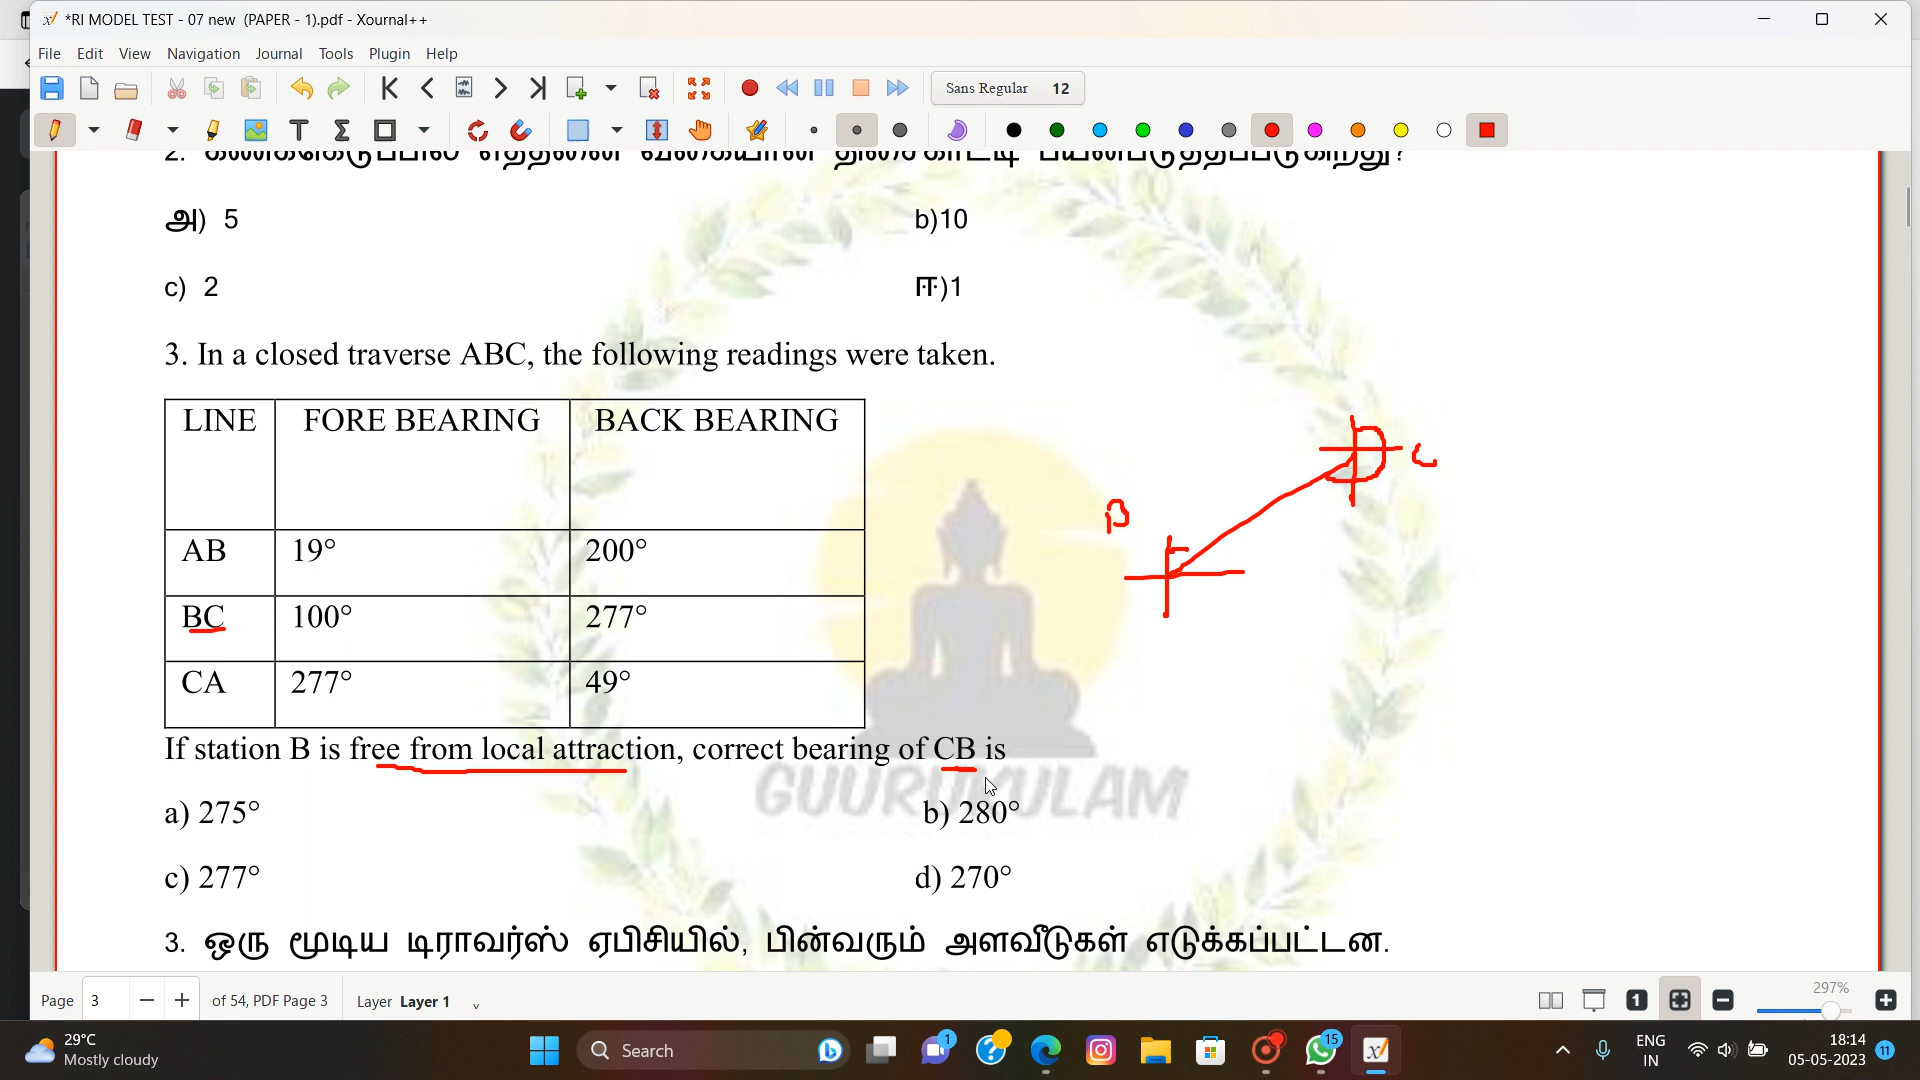 *RI MODEL TEST - 07 new (PAPER - 1).pdf - Xournal++
File Edit View Navigation Journal Tools Plugin Help
Sans Regular 12
அ) 5 b)10
c) 2 ஈ)1
3. In a closed traverse ABC, the following readings were taken.
LINE FORE BEARING BACK BEARING
AB 19° 200°
BC 100° 277°
CA 277° 49°
B
C
If station B is free from local attraction, correct bearing of CB is
GUURUKULAM
a) 275° b) 280°
c) 277° d) 270°
3. ஒரு மூடிய டிராவர்ஸ் ஏபிசியில், பின்வரும் அளவீடுகள் எடுக்கப்பட்டன.
Page 3 of 54, PDF Page 3 Layer Layer 1 297%
29°C
Mostly cloudy
Search
1
15
ENG
IN
18:14
05-05-2023
11